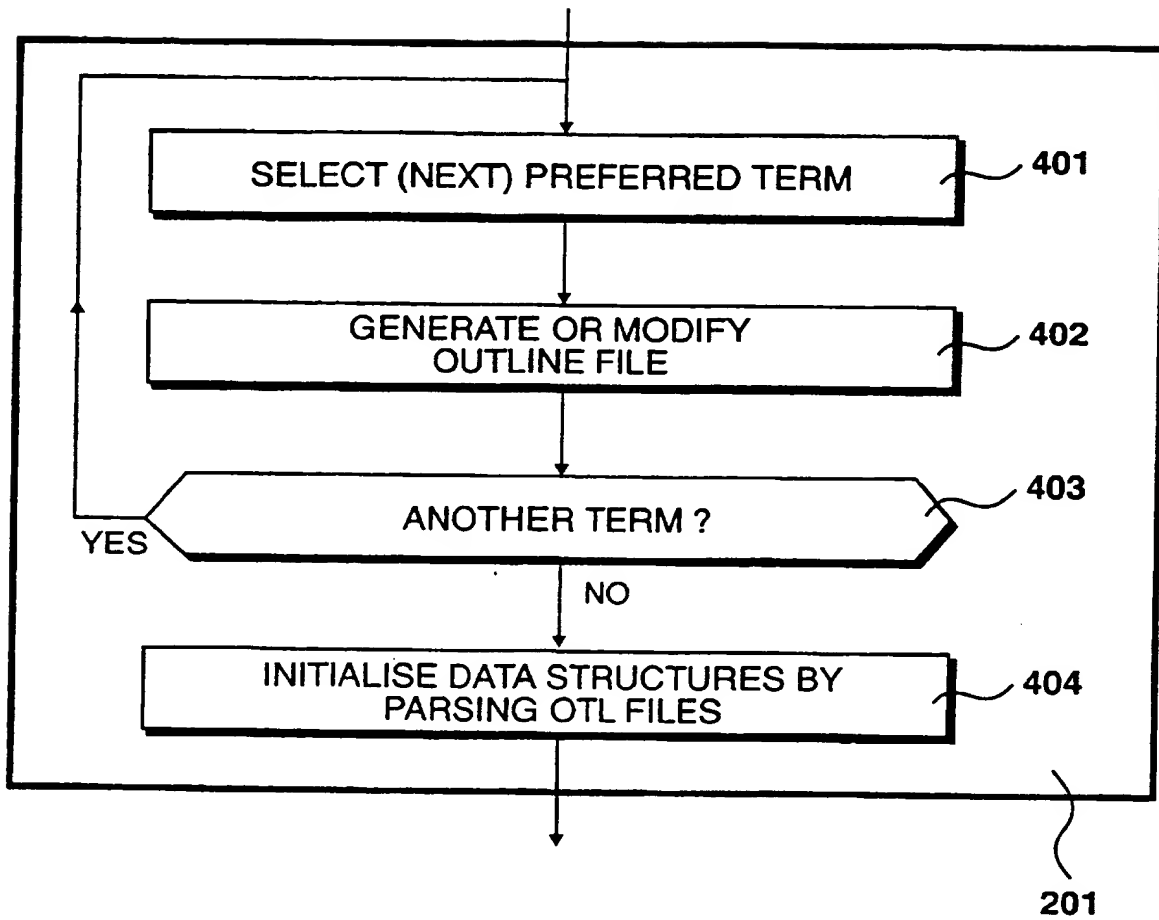 SELECT (NEXT) PREFERRED TERM
401
GENERATE OR MODIFY
OUTLINE FILE
402
ANOTHER TERM ?
403
YES
NO
INITIALISE DATA STRUCTURES BY
PARSING OTL FILES
404
201